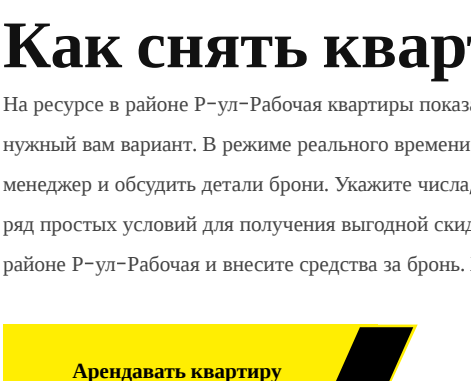 Как снять кварт
На ресурсе в районе Р-ул-Рабочая квартиры показ
нужный вам вариант. В режиме реального времени
менеджер и обсудить детали брони. Укажите числа,
ряд простых условий для получения выгодной скид
районе Р-ул-Рабочая и внесите средства за бронь.
Арендавать квартиру